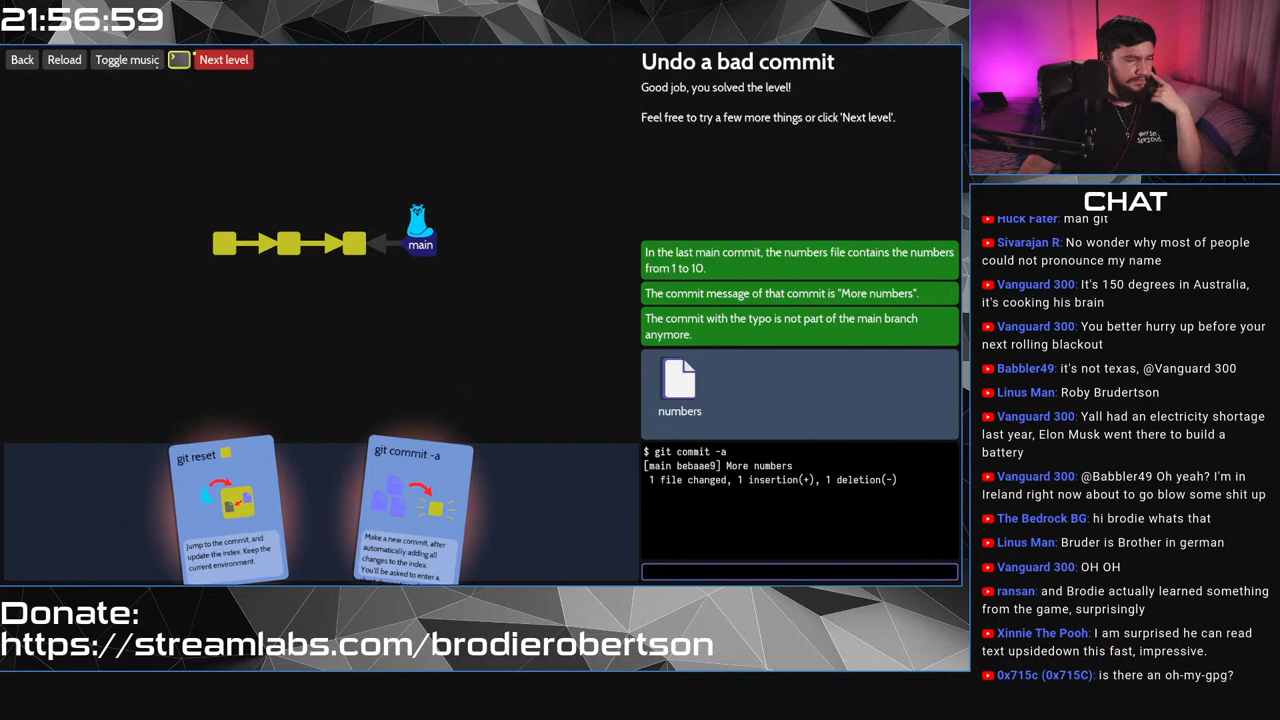 21:56:59
Back
Reload
Toggle music
Next level
Undo a bad commit
Good job, you solved the level!
Feel free to try a few more things or click 'Next level'.
main
In the last main commit, the numbers file contains the numbers
from 1 to 10.
The commit message of that commit is "More numbers".
The commit with the typo is not part of the main branch
anymore.
numbers
git reset
Jump to the commit, and
update the index. Keep the
current environment.
git commit -a
Make a new commit, after
automatically adding all
changes to the index.
You'll be asked to enter a
$ git commit -a
[main bebaae9] More numbers
1 file changed, 1 insertion(+), 1 deletion(-)
Donate:
https://streamlabs.com/brodierobertson
WHY SO
SERIOUS
CHAT
Huck Fater: man git
Sivarajan R: No wonder why most of people
could not pronounce my name
Vanguard 300: It's 150 degrees in Australia,
it's cooking his brain
Vanguard 300: You better hurry up before your
next rolling blackout
Babbler49: it's not texas, @Vanguard 300
Linus Man: Roby Brudertson
Vanguard 300: Yall had an electricity shortage
last year, Elon Musk went there to build a
battery
Vanguard 300: @Babbler49 Oh yeah? I'm in
Ireland right now about to go blow some shit up
The Bedrock BG: hi brodie whats that
Linus Man: Bruder is Brother in german
Vanguard 300: OH OH
ransan: and Brodie actually learned something
from the game, surprisingly
Xinnie The Pooh: I am surprised he can read
text upsidedown this fast, impressive.
0x715c (0x715C): is there an oh-my-gpg?